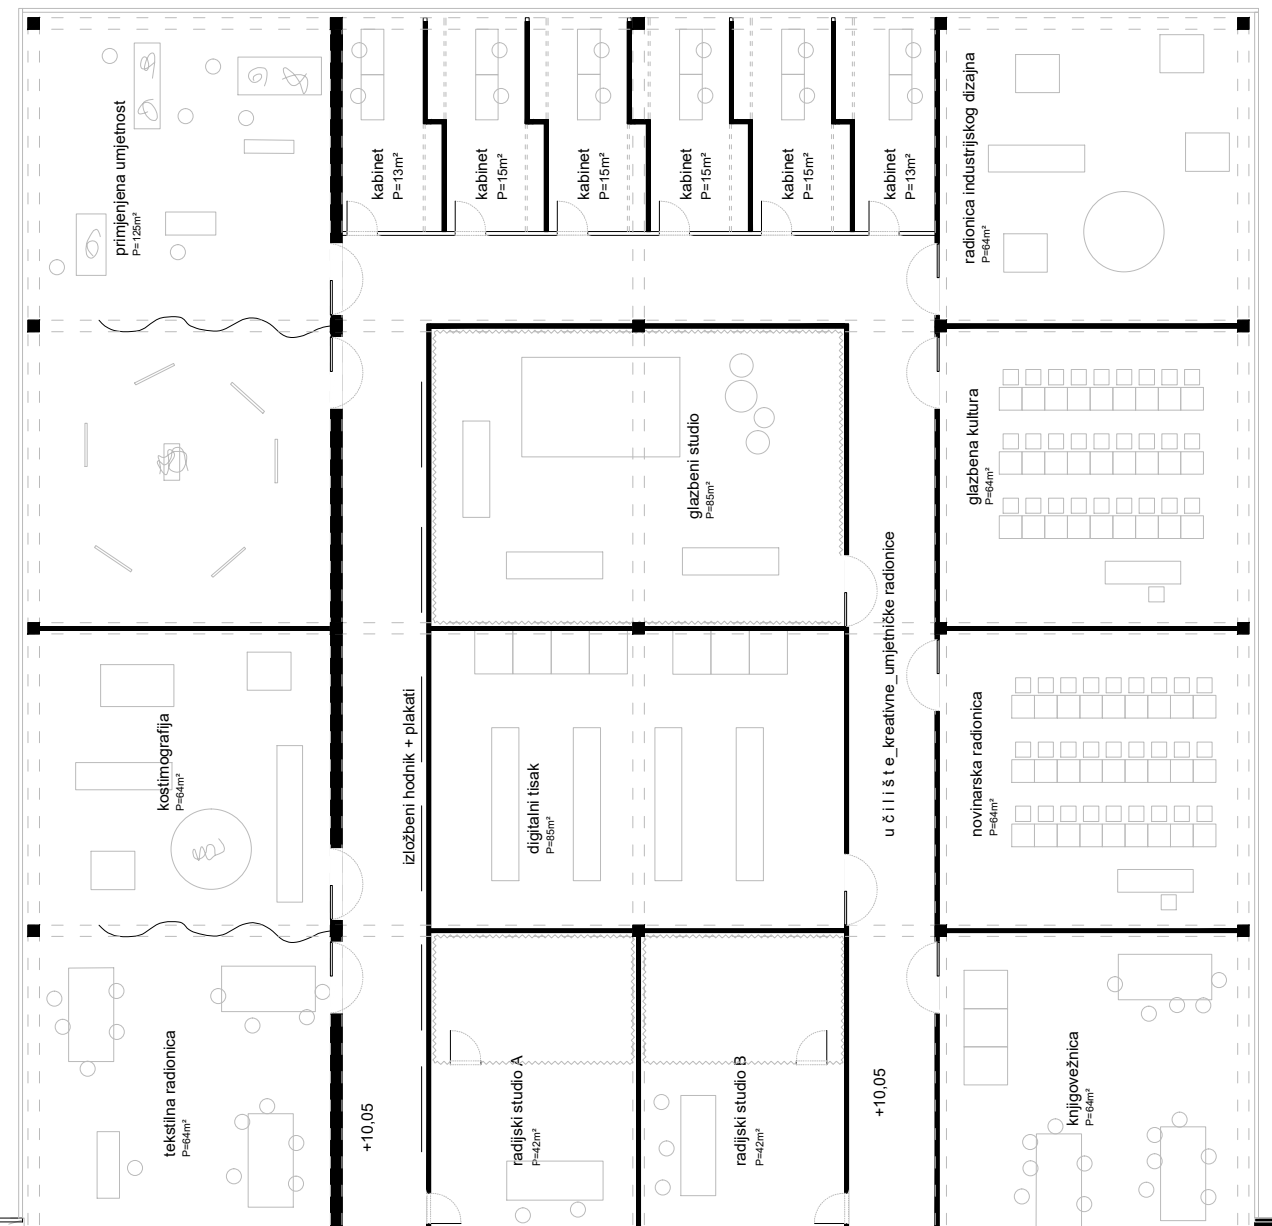 primjenjena umjetnost
P=125m²
kabinet
P=13m²
kabinet
P=15m²
kabinet
P=15m²
kabinet
P=15m²
kabinet
P=15m²
kabinet
P=13m²
radionica industrijskog dizajna
P=64m²
glazbeni studio
P=85m²
glazbena kultura
P=64m²
kostimografija
P=64m²
izložbeni hodnik + plakati
digitalni tisak
P=85m²
u č i l i š t e_kreativne_umjetničke radionice
novinarska radionica
P=64m²
tekstilna radionica
P=64m²
+10,05
radijski studio A
P=42m²
radijski studio B
P=42m²
+10,05
knjigovežnica
P=64m²